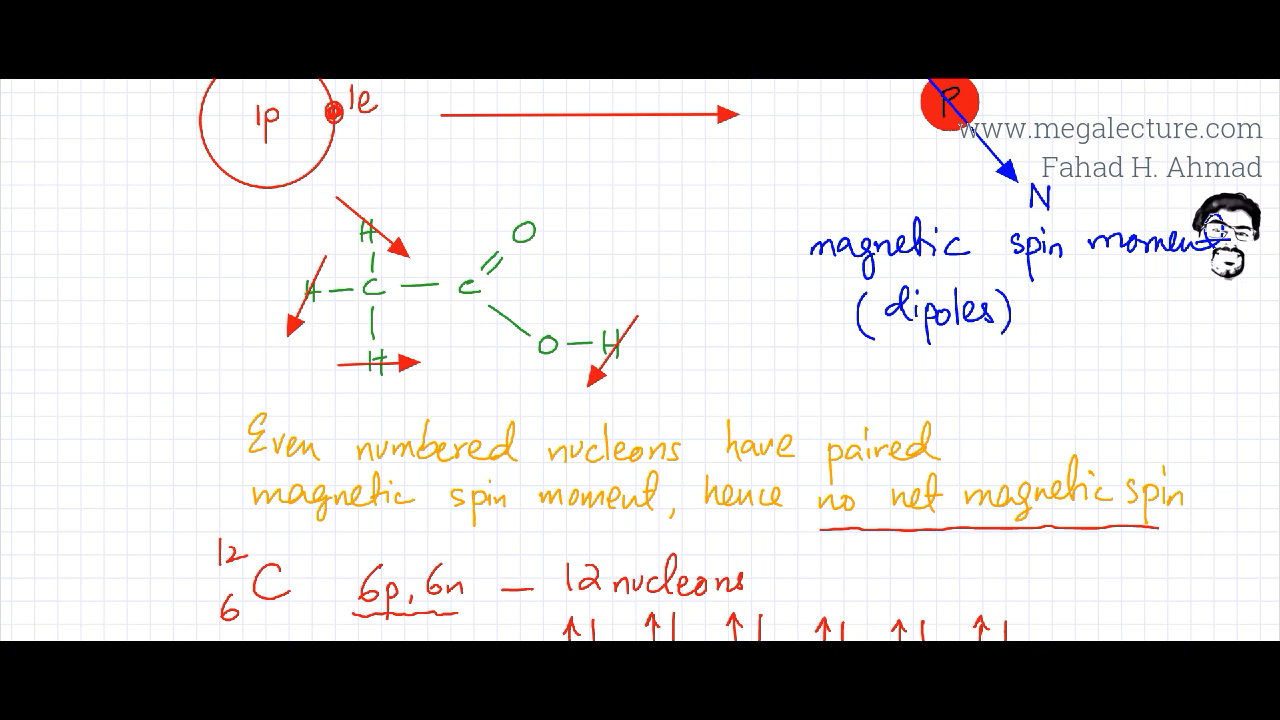 1p
1e
P
www.megalecture.com
Fahad H. Ahmad
N
magnetic spin moment
(dipoles)
H O
H - C - C
O - H
H
Even numbered nucleons have paired
magnetic spin moment, hence no net magnetic spin
12
6 C 6p, 6n - 12 nucleons